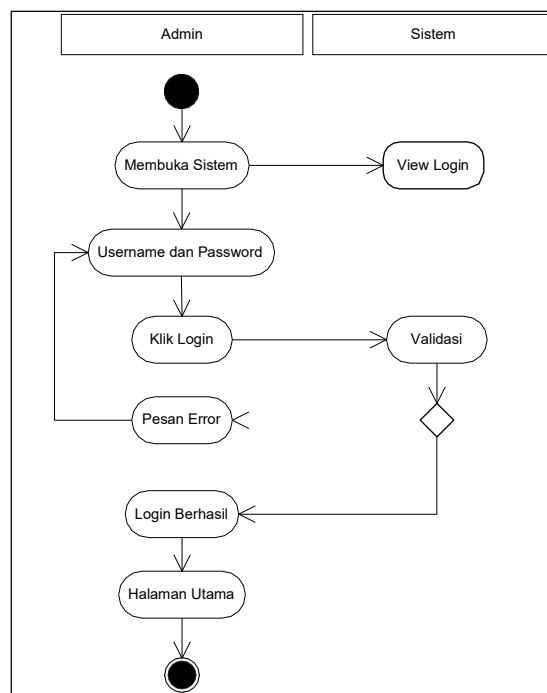 Admin
Sistem
Membuka Sistem
View Login
Username dan Password
Klik Login
Validasi
Pesan Error
Login Berhasil
Halaman Utama